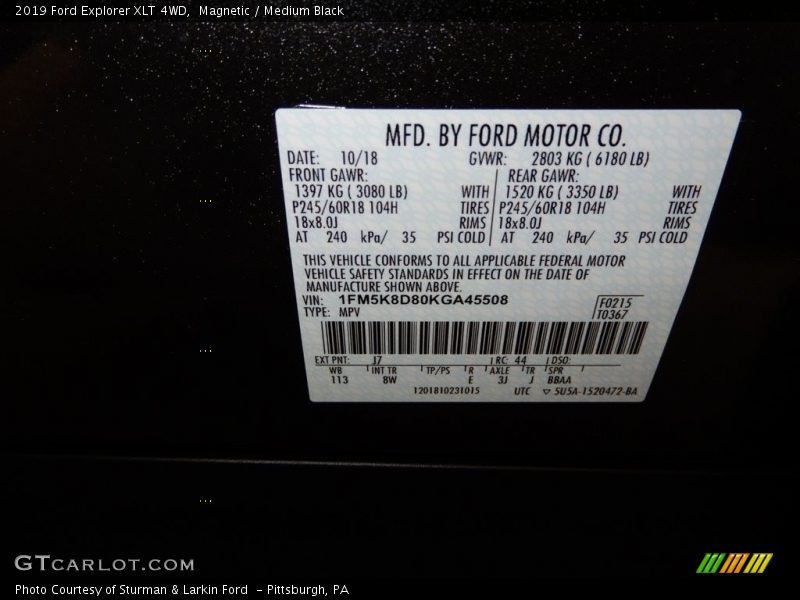 2019 Ford Explorer XLT 4WD,  Magnetic / Medium Black
MFD. BY FORD MOTOR CO.
DATE: 10/18 GVWR: 2803 KG ( 6180 LB)
FRONT GAWR: REAR GAWR:
1397 KG ( 3080 LB) WITH 1520 KG ( 3350 LB) WITH
P245/60R18 104H TIRES P245/60R18 104H TIRES
18x8.0J RIMS 18x8.0J RIMS
AT 240 kPa/ 35 PSI COLD AT 240 kPa/ 35 PSI COLD
THIS VEHICLE CONFORMS TO ALL APPLICABLE FEDERAL MOTOR
VEHICLE SAFETY STANDARDS IN EFFECT ON THE DATE OF
MANUFACTURE SHOWN ABOVE.
VIN: 1FM5K8D80KGA45508 F0215
TYPE: MPV T0367
EXT PNT: J7 RC: 44 DSO:
WB INT TR TP/PS R AXLE TR SPR
113 8W E 3J J BBAA
1201810231015 UTC ▽ 5U5A-1520472-BA
GTCARLOT.COM
Photo Courtesy of Sturman & Larkin Ford  - Pittsburgh, PA